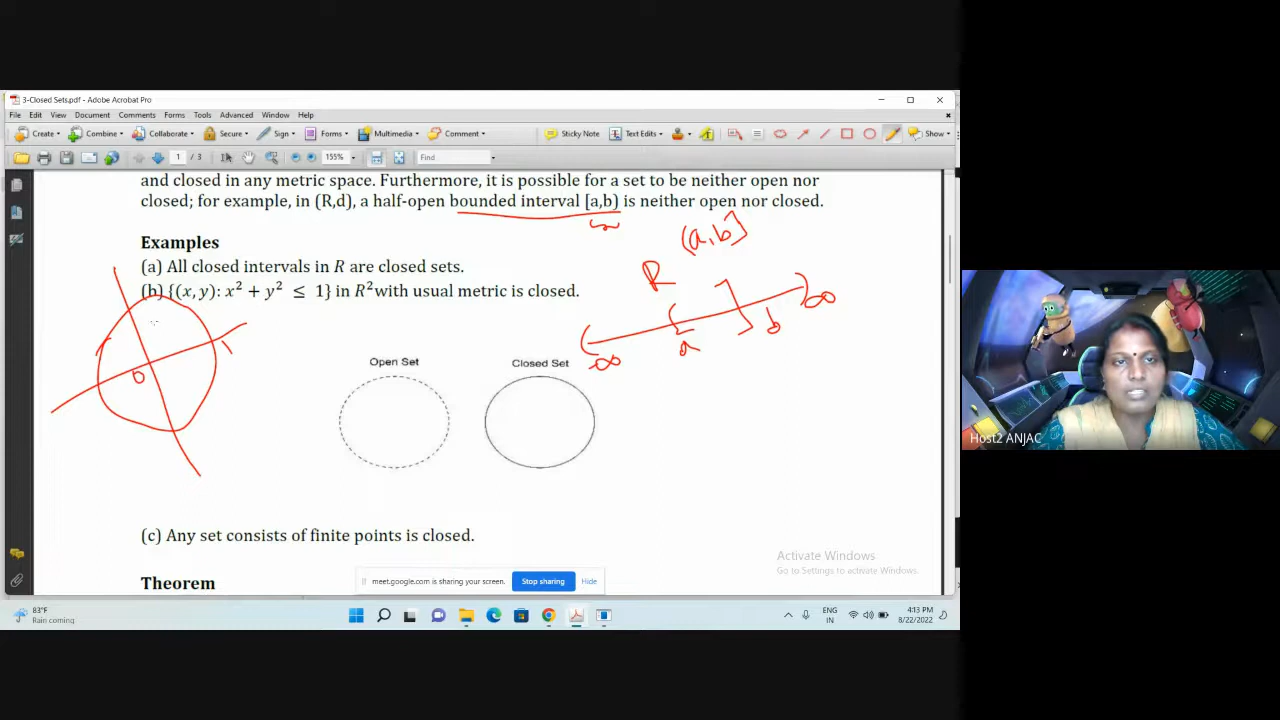 3-Closed Sets.pdf - Adobe Acrobat Pro
File Edit View Document Comments Forms Tools Advanced Window Help
Create Combine Collaborate Secure Sign Forms Multimedia Comment Sticky Note Text Edits Show
1 / 3 155% Find
and closed in any metric space. Furthermore, it is possible for a set to be neither open nor
closed; for example, in (R,d), a half-open bounded interval [a,b) is neither open nor closed.
(a,b]
Examples
(a) All closed intervals in R are closed sets.
R
(b) {(x, y): x² + y² ≤ 1} in R² with usual metric is closed.
-∞ a b ∞
0 1
Open Set Closed Set
(c) Any set consists of finite points is closed.
Theorem
Activate Windows
Go to Settings to activate Windows.
meet.google.com is sharing your screen. Stop sharing Hide
83°F
Rain coming
ENG
IN
4:13 PM
8/22/2022
Host2 ANJAC